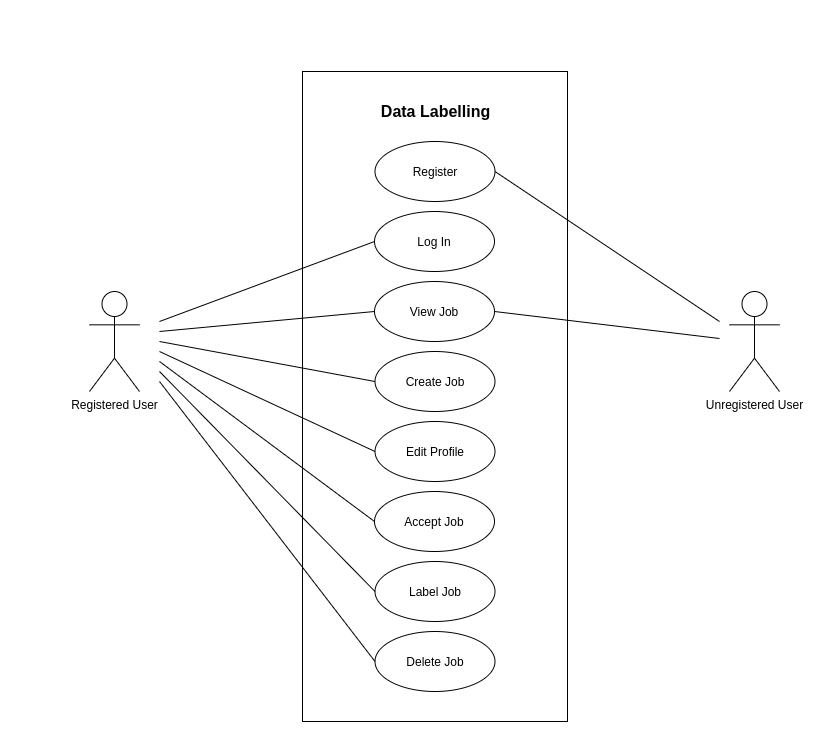 Data Labelling
Register
Log In
View Job
Create Job
Edit Profile
Accept Job
Label Job
Delete Job
Registered User
Unregistered User